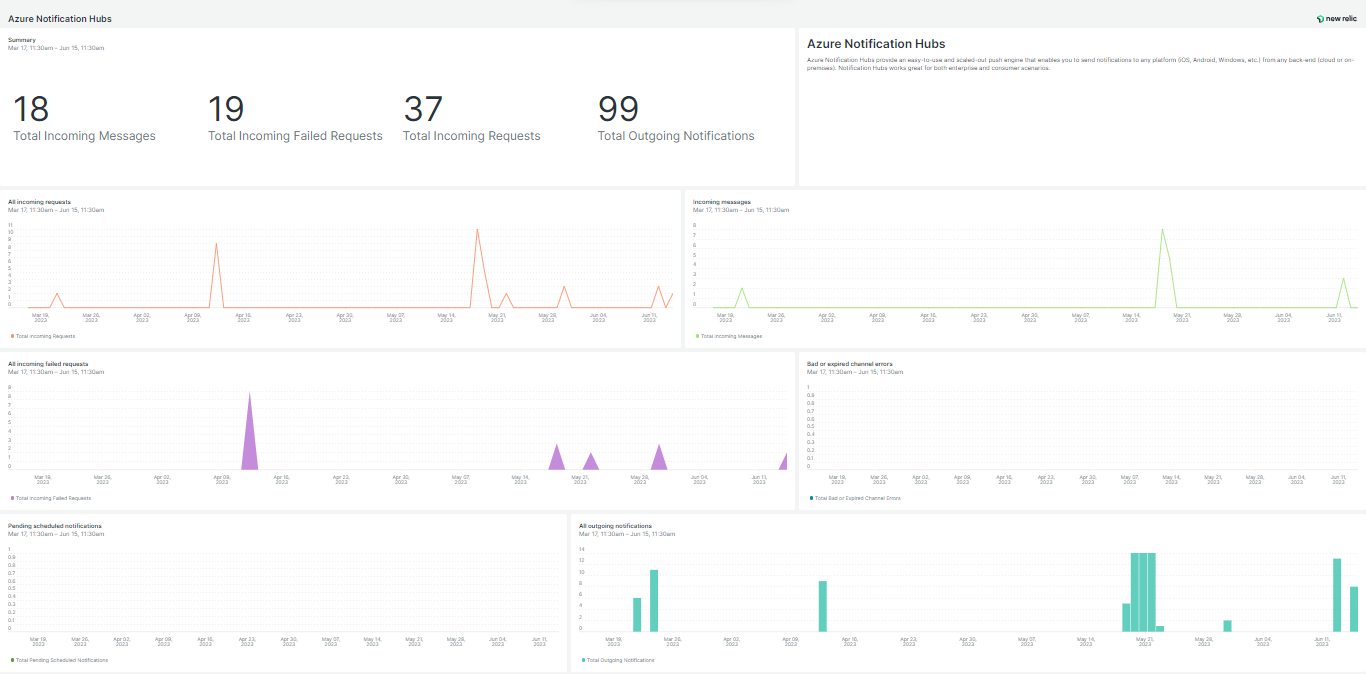 Azure Notification Hubs
new relic
Summary
Mar 17, 11:30am – Jun 15, 11:30am
18
Total Incoming Messages
19
Total Incoming Failed Requests
37
Total Incoming Requests
99
Total Outgoing Notifications
Azure Notification Hubs
Azure Notification Hubs provide an easy-to-use and scaled-out push engine that enables you to send notifications to any platform (iOS, Android, Windows, etc.) from any back-end (cloud or on-
premises). Notification Hubs works great for both enterprise and consumer scenarios.
All incoming requests
Mar 17, 11:30am – Jun 15, 11:30am
11
10
9
8
7
6
5
4
3
2
1
0
Mar 19, Mar 26, Apr 02, Apr 09, Apr 16, Apr 23, Apr 30, May 07, May 14, May 21, May 28, Jun 04, Jun 11,
2023 2023 2023 2023 2023 2023 2023 2023 2023 2023 2023 2023 2023
Total Incoming Requests
Incoming messages
Mar 17, 11:30am – Jun 15, 11:30am
8
7
6
5
4
3
2
1
0
Mar 19, Mar 26, Apr 02, Apr 09, Apr 16, Apr 23, Apr 30, May 07, May 14, May 21, May 28, Jun 04, Jun 11,
2023 2023 2023 2023 2023 2023 2023 2023 2023 2023 2023 2023 2023
Total Incoming Messages
All incoming failed requests
Mar 17, 11:30am – Jun 15, 11:30am
9
8
7
6
5
4
3
2
1
0
Mar 19, Mar 26, Apr 02, Apr 09, Apr 16, Apr 23, Apr 30, May 07, May 14, May 21, May 28, Jun 04, Jun 11,
2023 2023 2023 2023 2023 2023 2023 2023 2023 2023 2023 2023 2023
Total Incoming Failed Requests
Bad or expired channel errors
Mar 17, 11:30am – Jun 15, 11:30am
1
0.9
0.8
0.7
0.6
0.5
0.4
0.3
0.2
0.1
0
Mar 19, Mar 26, Apr 02, Apr 09, Apr 16, Apr 23, Apr 30, May 07, May 14, May 21, May 28, Jun 04, Jun 11,
2023 2023 2023 2023 2023 2023 2023 2023 2023 2023 2023 2023 2023
Total Bad or Expired Channel Errors
Pending scheduled notifications
Mar 17, 11:30am – Jun 15, 11:30am
1
0.9
0.8
0.7
0.6
0.5
0.4
0.3
0.2
0.1
0
Mar 19, Mar 26, Apr 02, Apr 09, Apr 16, Apr 23, Apr 30, May 07, May 14, May 21, May 28, Jun 04, Jun 11,
2023 2023 2023 2023 2023 2023 2023 2023 2023 2023 2023 2023 2023
Total Pending Scheduled Notifications
All outgoing notifications
Mar 17, 11:30am – Jun 15, 11:30am
14
12
10
8
6
4
2
0
Mar 19, Mar 26, Apr 02, Apr 09, Apr 16, Apr 23, Apr 30, May 07, May 14, May 21, May 28, Jun 04, Jun 11,
2023 2023 2023 2023 2023 2023 2023 2023 2023 2023 2023 2023 2023
Total Outgoing Notifications